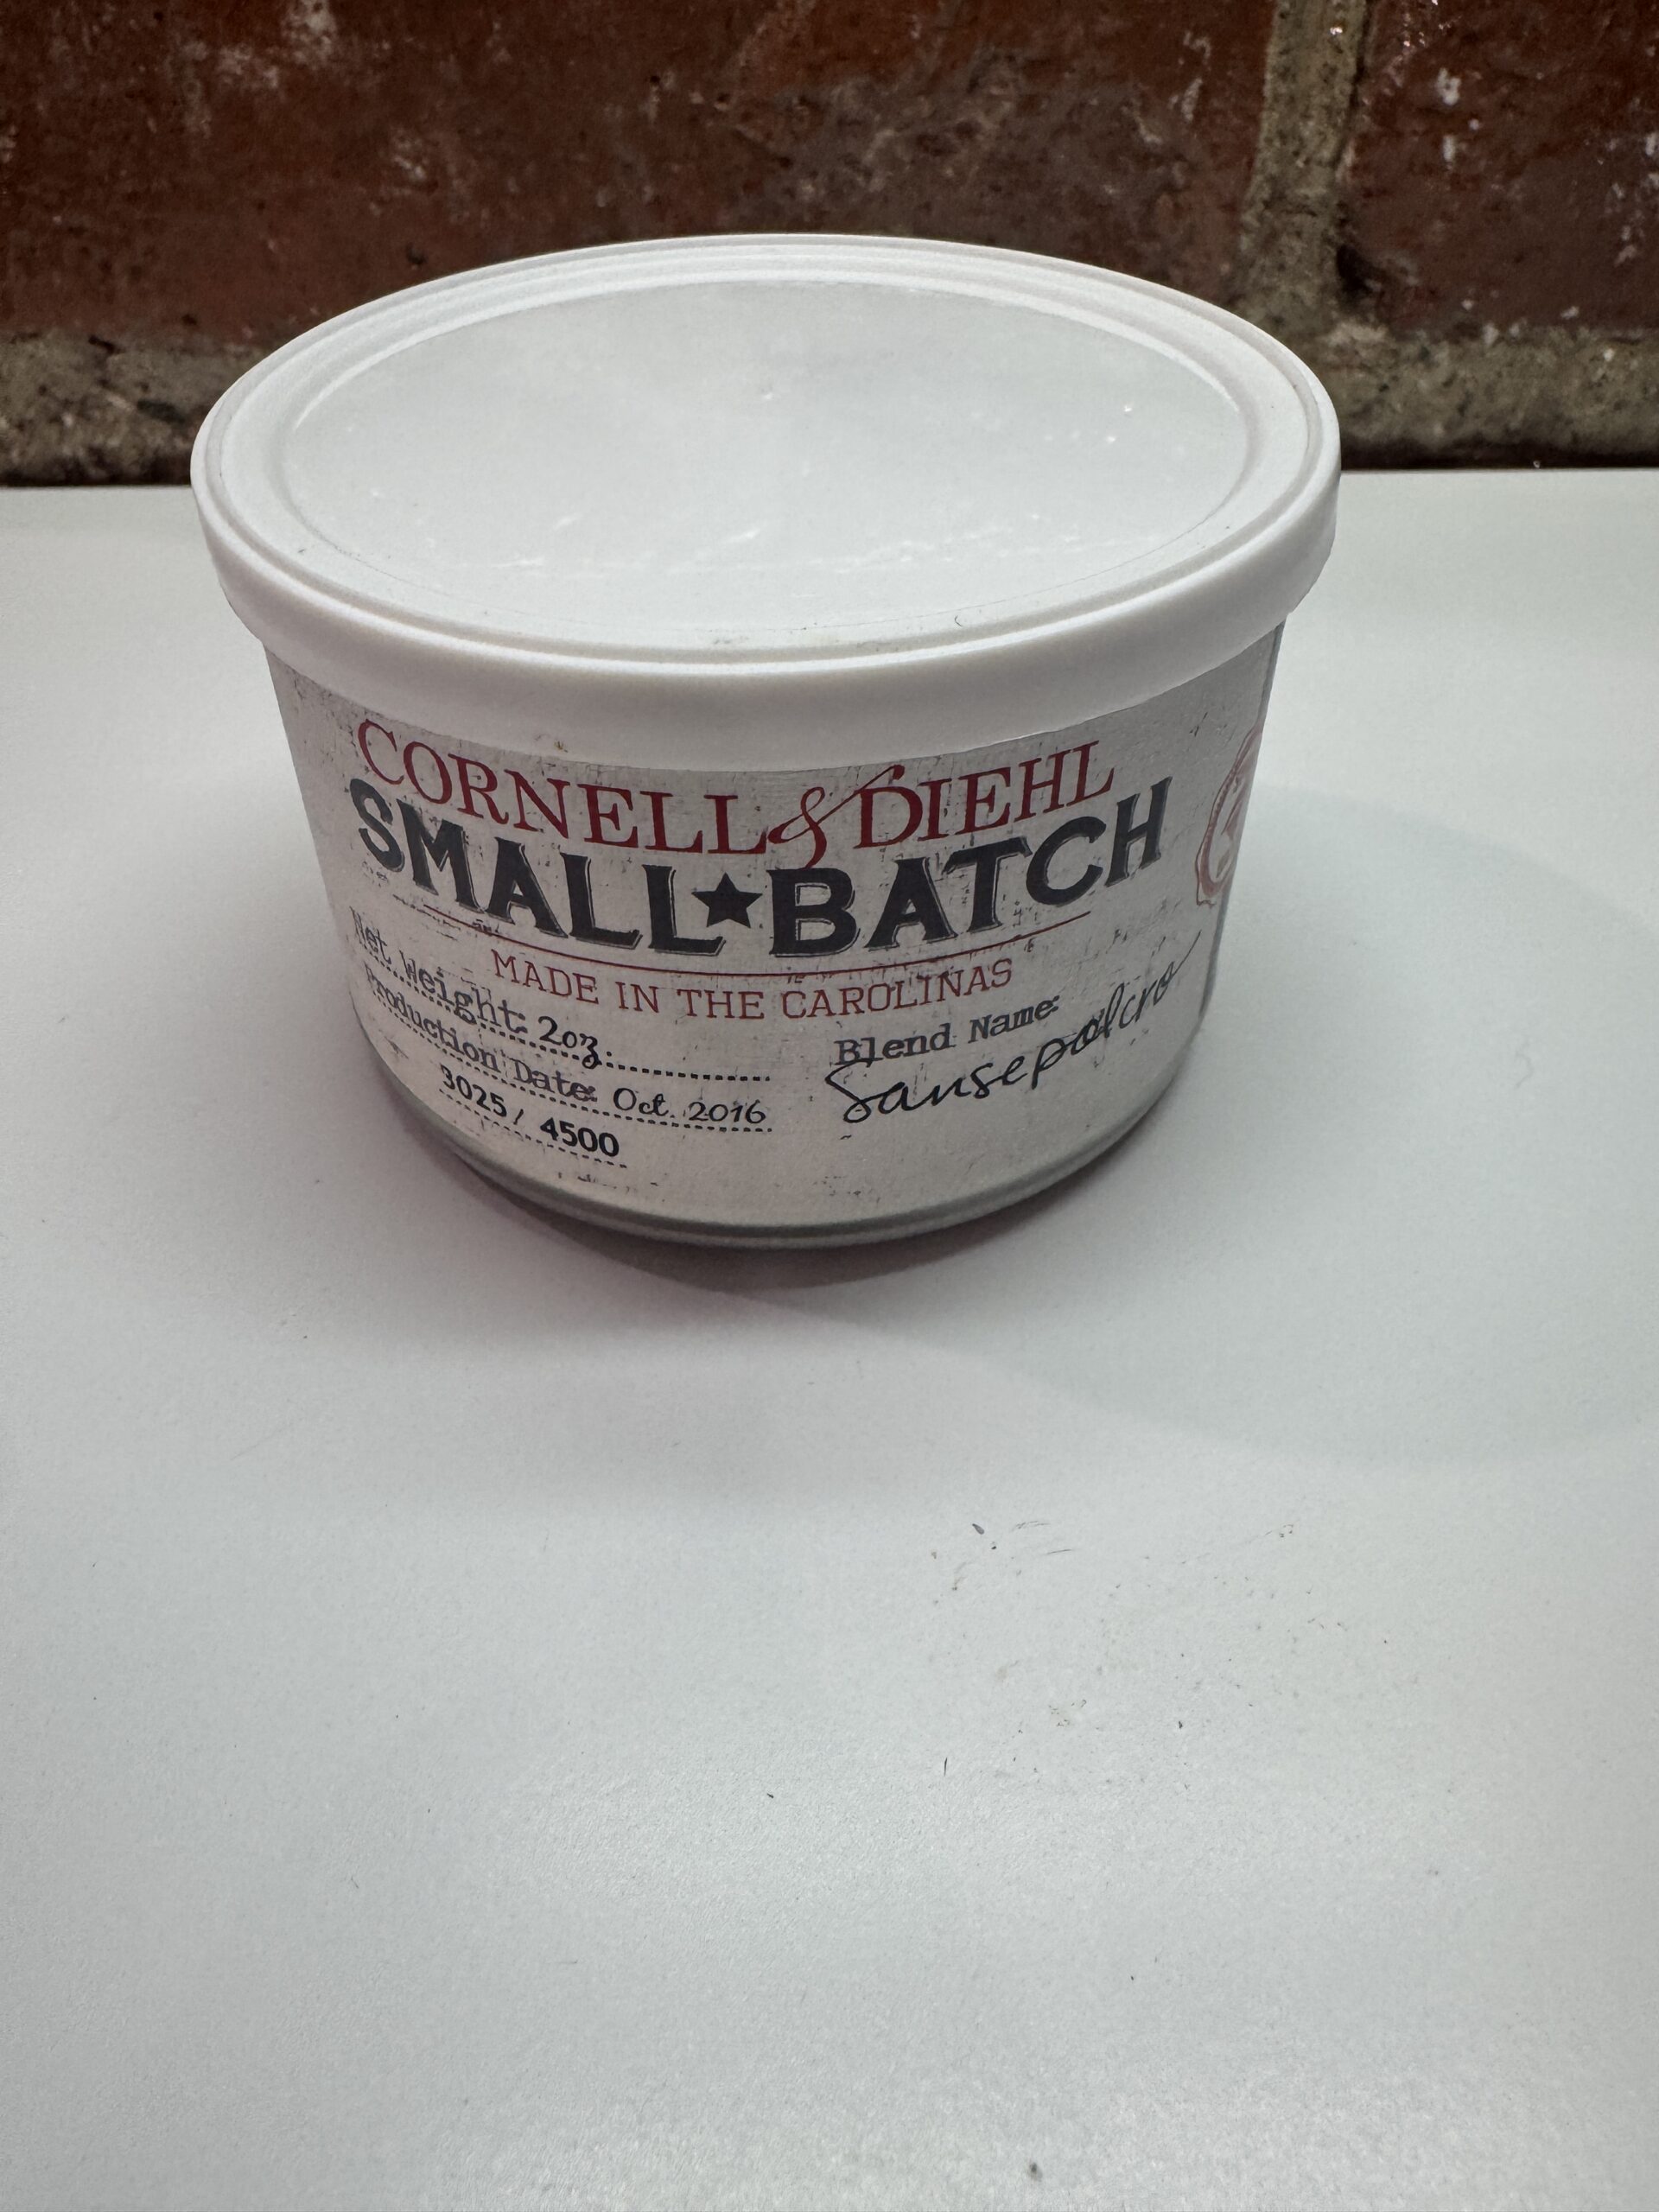 CORNELL & DIEHL
SMALL★BATCH
MADE IN THE CAROLINAS
Net Weight: 2oz.
Production Date: Oct. 2016
3025 / 4500
Blend Name:
Sansepolcro